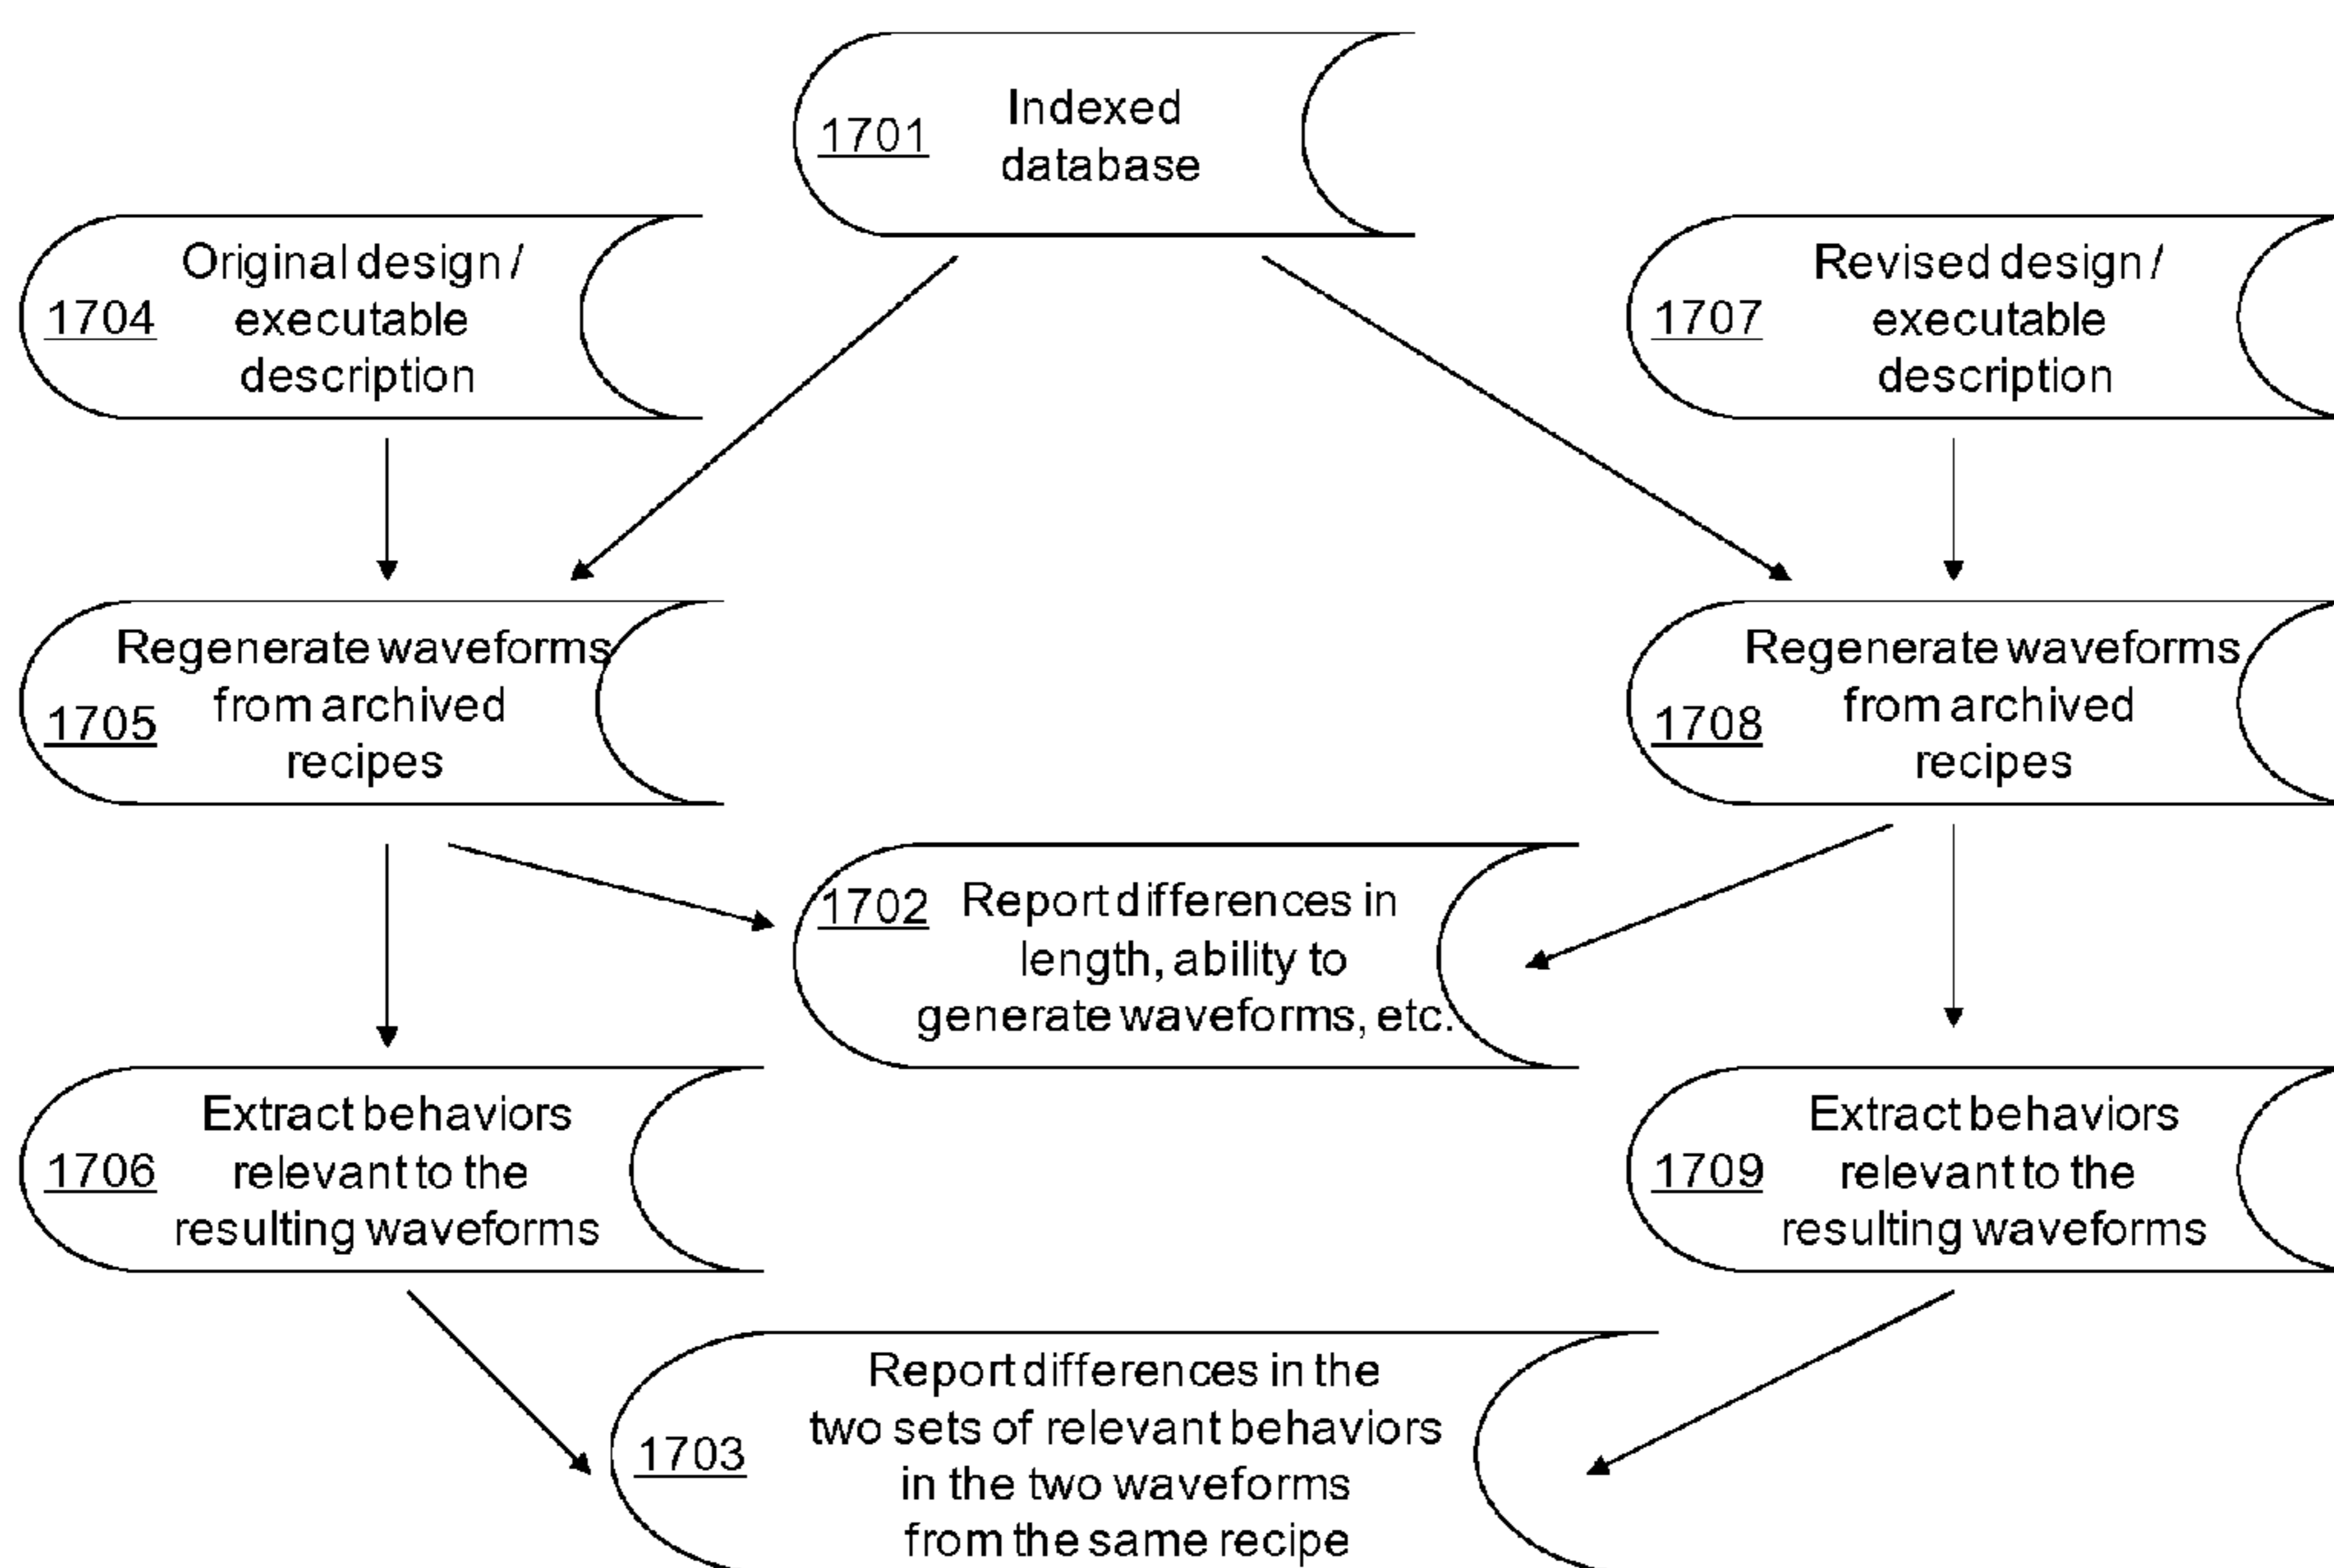 1701
Indexed
database
1704
Original design /
executable
description
1707
Revised design /
executable
description
1705
Regenerate waveforms
from archived
recipes
1708
Regenerate waveforms
from archived
recipes
1702
Report differences in
length, ability to
generate waveforms, etc.
1706
Extract behaviors
relevant to the
resulting waveforms
1709
Extract behaviors
relevant to the
resulting waveforms
1703
Report differences in the
two sets of relevant behaviors
in the two waveforms
from the same recipe